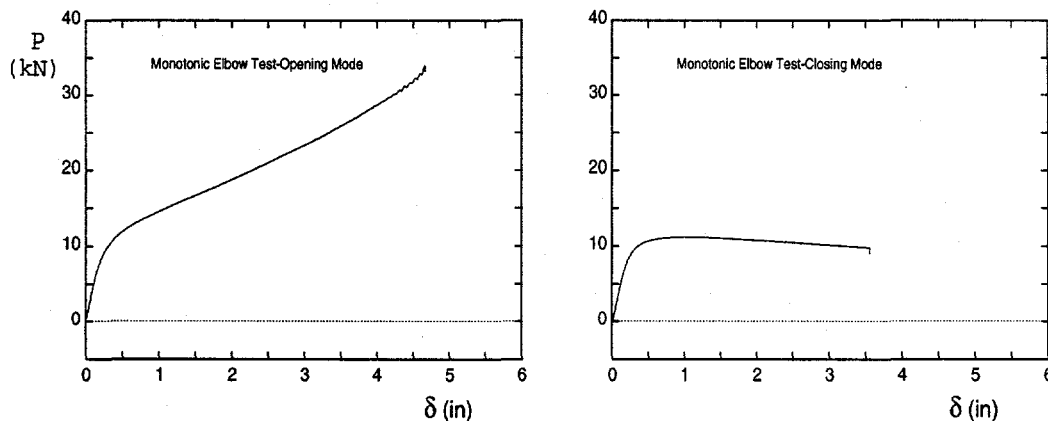 40
P
(kN)
Monotonic Elbow Test-Opening Mode
30
20
10
0
0 1 2 3 4 5 6
δ (in)
40
Monotonic Elbow Test-Closing Mode
30
20
10
0
0 1 2 3 4 5 6
δ (in)